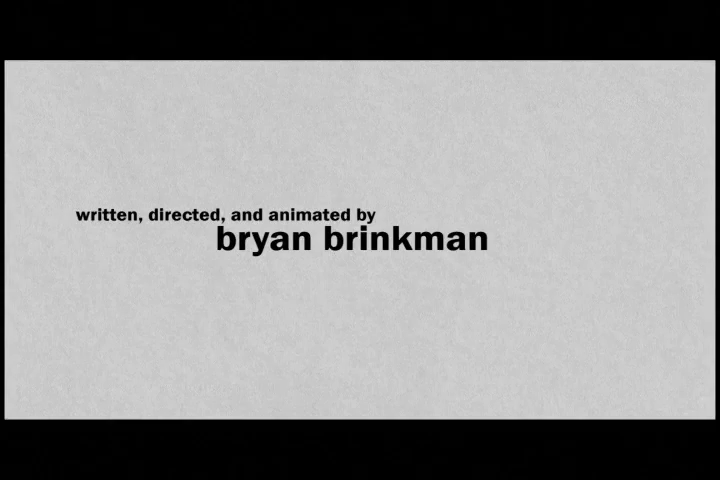 written, directed, and animated by
bryan brinkman